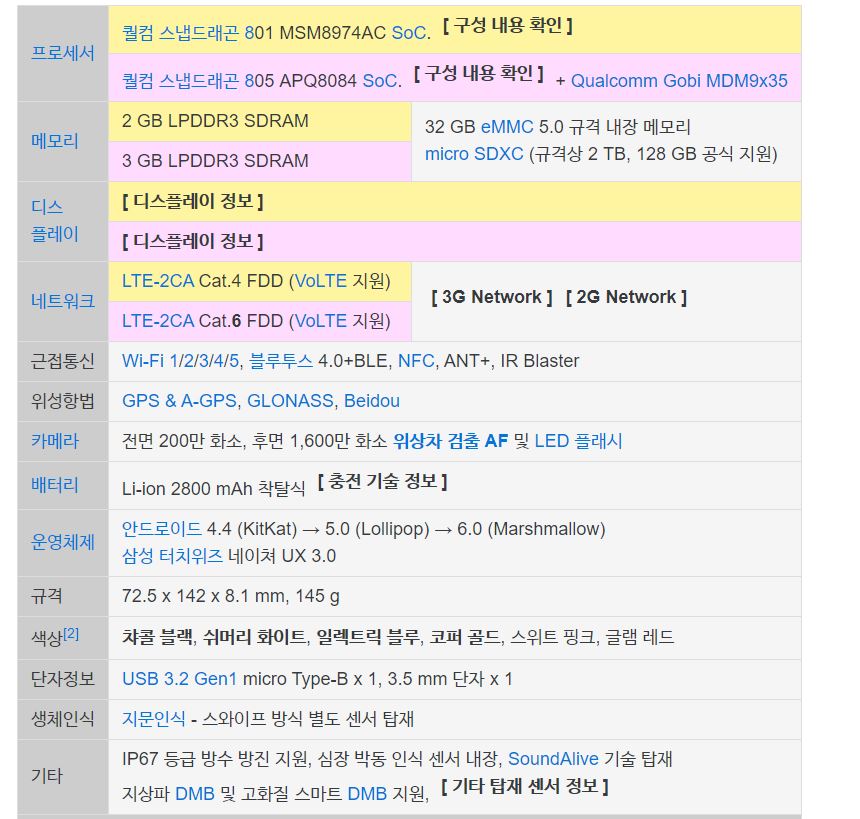 프로세서
퀄컴 스냅드래곤 801 MSM8974AC SoC. [ 구성 내용 확인 ]
퀄컴 스냅드래곤 805 APQ8084 SoC. [ 구성 내용 확인 ] + Qualcomm Gobi MDM9x35
메모리
2 GB LPDDR3 SDRAM
3 GB LPDDR3 SDRAM
32 GB eMMC 5.0 규격 내장 메모리
micro SDXC (규격상 2 TB, 128 GB 공식 지원)
디스
플레이
[ 디스플레이 정보 ]
[ 디스플레이 정보 ]
네트워크
LTE-2CA Cat.4 FDD (VoLTE 지원)
LTE-2CA Cat.6 FDD (VoLTE 지원)
[ 3G Network ] [ 2G Network ]
근접통신
Wi-Fi 1/2/3/4/5, 블루투스 4.0+BLE, NFC, ANT+, IR Blaster
위성항법
GPS & A-GPS, GLONASS, Beidou
카메라
전면 200만 화소, 후면 1,600만 화소 위상차 검출 AF 및 LED 플래시
배터리
Li-ion 2800 mAh 착탈식 [ 충전 기술 정보 ]
운영체제
안드로이드 4.4 (KitKat) → 5.0 (Lollipop) → 6.0 (Marshmallow)
삼성 터치위즈 네이쳐 UX 3.0
규격
72.5 x 142 x 8.1 mm, 145 g
색상[2]
챠콜 블랙, 쉬머리 화이트, 일렉트릭 블루, 코퍼 골드, 스위트 핑크, 글램 레드
단자정보
USB 3.2 Gen1 micro Type-B x 1, 3.5 mm 단자 x 1
생체인식
지문인식 - 스와이프 방식 별도 센서 탑재
기타
IP67 등급 방수 방진 지원, 심장 박동 인식 센서 내장, SoundAlive 기술 탑재
지상파 DMB 및 고화질 스마트 DMB 지원, [ 기타 탑재 센서 정보 ]